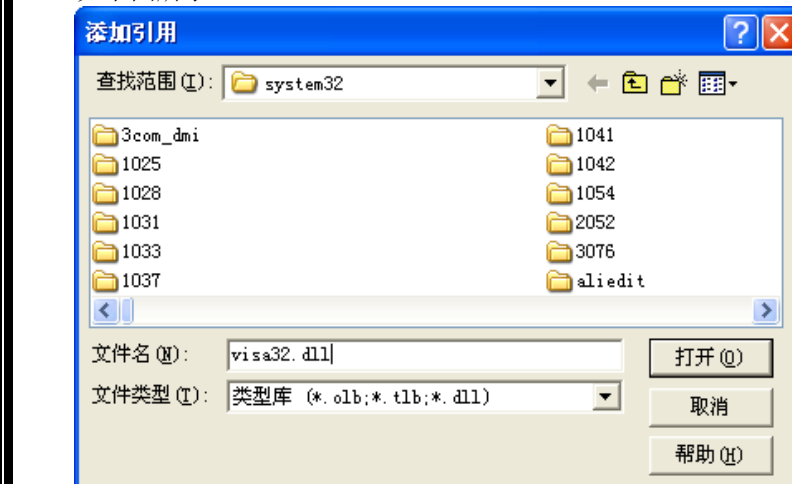 添加引用
查找范围(I): system32
3com_dmi
1025
1028
1031
1033
1037
1041
1042
1054
2052
3076
aliedit
文件名(N): visa32.dll
打开(O)
文件类型(T): 类型库 (*.olb;*.tlb;*.dll)
取消
帮助(H)